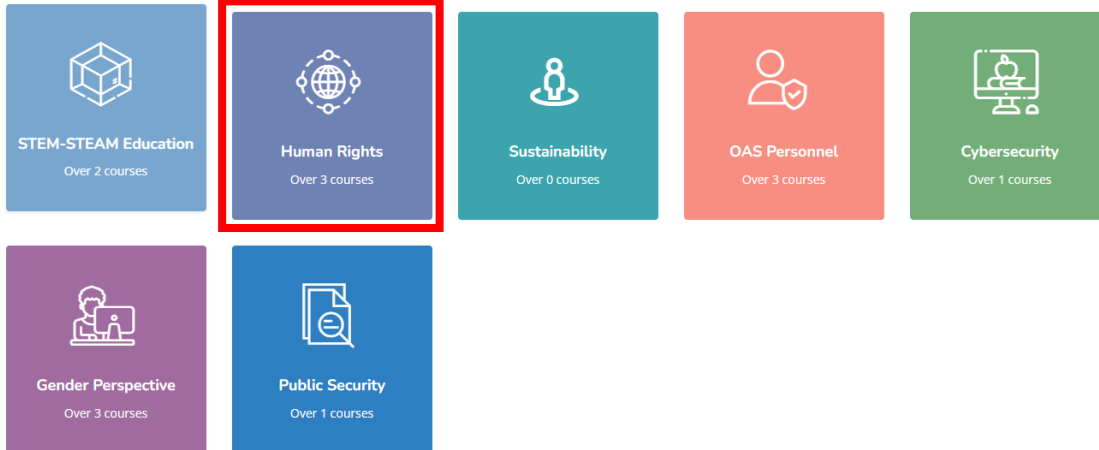 STEM-STEAM Education
Over 2 courses
Human Rights
Over 3 courses
Sustainability
Over 0 courses
OAS Personnel
Over 3 courses
Cybersecurity
Over 1 courses
Gender Perspective
Over 3 courses
Public Security
Over 1 courses